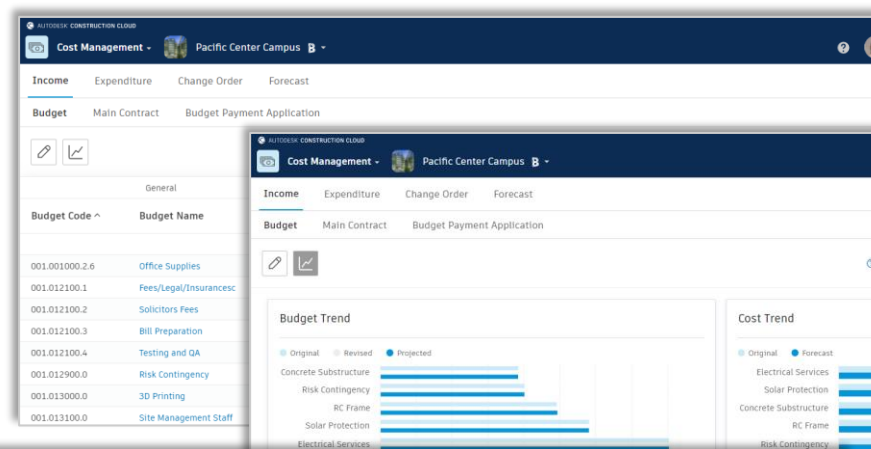 AUTODESK CONSTRUCTION CLOUD
Cost Management
Pacific Center Campus B
Income Expenditure Change Order Forecast
Budget Main Contract Budget Payment Application
General
Budget Code Budget Name
001.001000.2.6 Office Supplies
001.012100.1 Fees/Legal/Insurancesc
001.012100.2 Solicitors Fees
001.012100.3 Bill Preparation
001.012100.4 Testing and QA
001.012900.0 Risk Contingency
001.013000.0 3D Printing
001.013100.0 Site Management Staff
AUTODESK CONSTRUCTION CLOUD
Cost Management
Pacific Center Campus B
Income Expenditure Change Order Forecast
Budget Main Contract Budget Payment Application
Budget Trend
Original Revised Projected
Concrete Substructure
Risk Contingency
RC Frame
Solar Protection
Electrical Services
Cost Trend
Original Forecast
Electrical Services
Solar Protection
Concrete Substructure
RC Frame
Risk Contingency